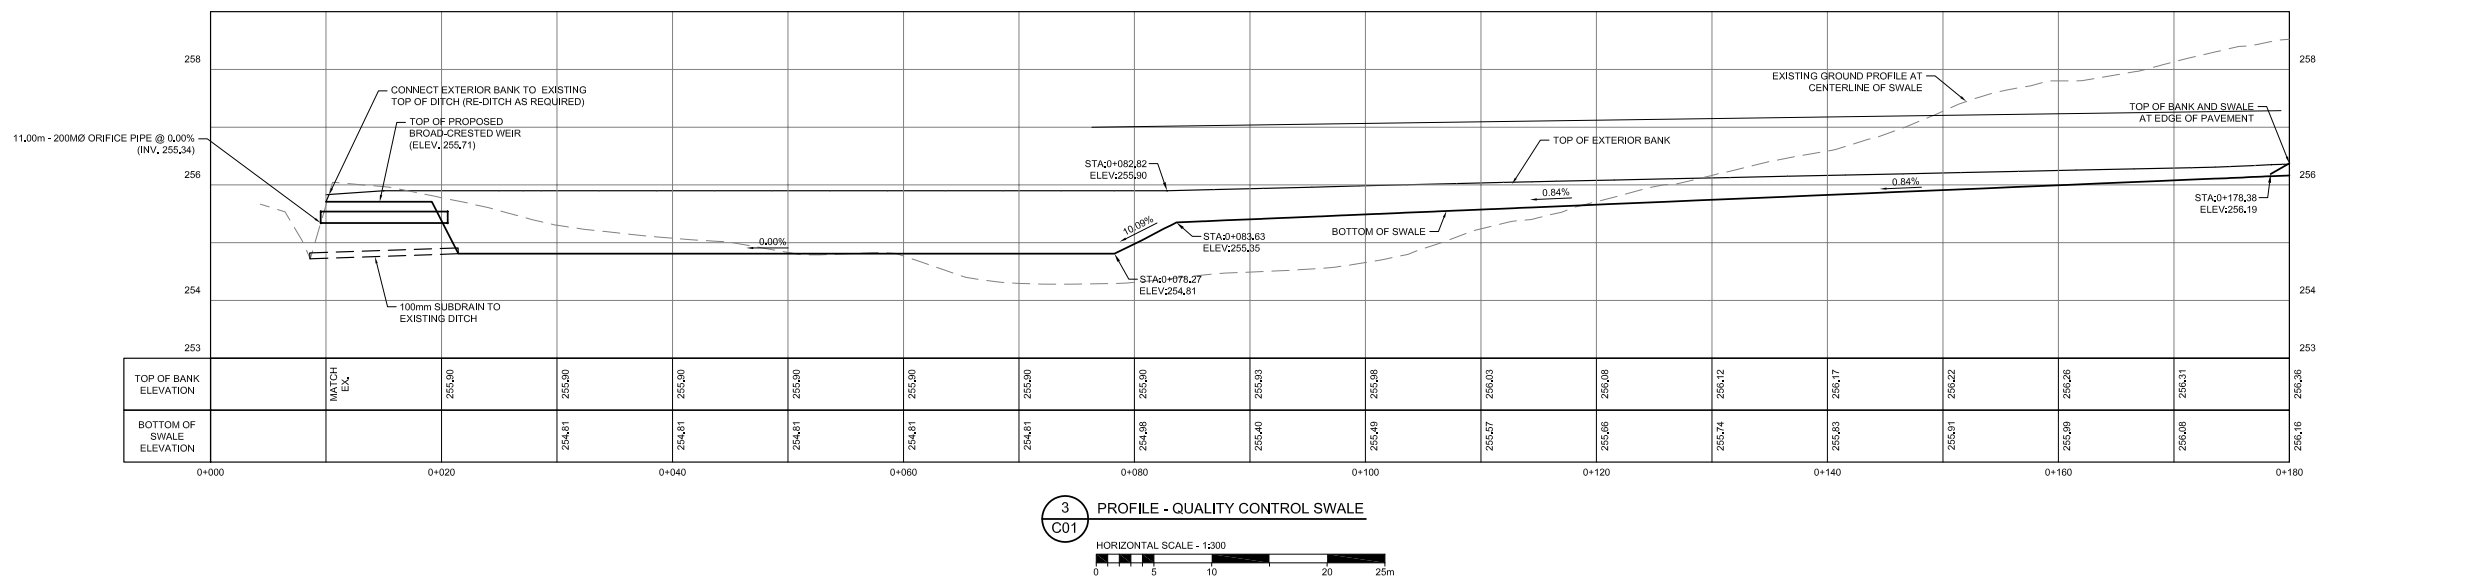 258
258
EXISTING GROUND PROFILE AT
CENTERLINE OF SWALE
CONNECT EXTERIOR BANK TO EXISTING
TOP OF DITCH (RE-DITCH AS REQUIRED)
TOP OF BANK AND SWALE
AT EDGE OF PAVEMENT
TOP OF PROPOSED
BROAD-CRESTED WEIR
(ELEV. 255.71)
11.00m - 200MØ ORIFICE PIPE @ 0.00%
(INV. 255.34)
TOP OF EXTERIOR BANK
STA:0+082.82
ELEV:255.90
256
256
0.84%
0.84%
STA:0+178.38
ELEV:256.19
10.09%
BOTTOM OF SWALE
STA:0+083.63
ELEV:255.35
0.00%
STA:0+078.27
ELEV:254.81
254
254
100mm SUBDRAIN TO
EXISTING DITCH
253
253
TOP OF BANK
ELEVATION
MATCH
EX.
255.90
255.90
255.90
255.90
255.90
255.90
255.90
255.93
255.98
256.03
256.08
256.12
256.17
256.22
256.26
256.31
256.36
BOTTOM OF
SWALE
ELEVATION
254.81
254.81
254.81
254.81
254.81
254.98
255.40
255.49
255.57
255.66
255.74
255.83
255.91
255.99
256.08
256.16
0+000
0+020
0+040
0+060
0+080
0+100
0+120
0+140
0+160
0+180
3
C01
PROFILE - QUALITY CONTROL SWALE
HORIZONTAL SCALE - 1:300
0
5
10
20
25m